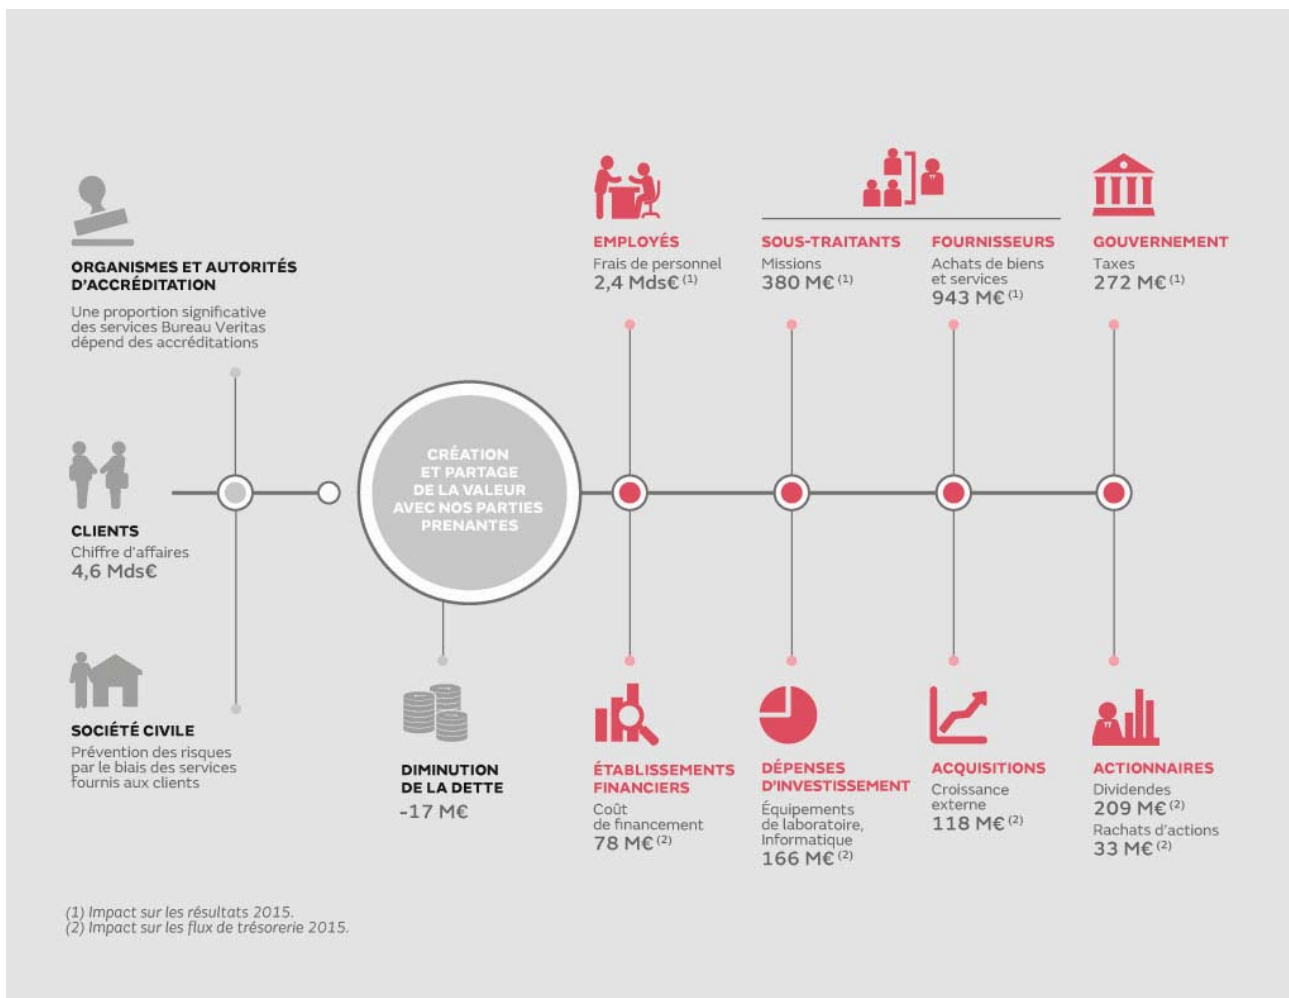 ORGANISMES ET AUTORITÉS
D'ACCRÉDITATION
Une proportion significative
des services Bureau Veritas
dépend des accréditations
CLIENTS
Chiffre d'affaires
4,6 Mds€
SOCIÉTÉ CIVILE
Prévention des risques
par le biais des services
fournis aux clients
CRÉATION
ET PARTAGE
DE LA VALEUR
AVEC NOS PARTIES
PRENANTES
DIMINUTION
DE LA DETTE
-17 M€
EMPLOYÉS
Frais de personnel
2,4 Mds€ (1)
SOUS-TRAITANTS
Missions
380 M€ (1)
FOURNISSEURS
Achats de biens
et services
943 M€ (1)
GOUVERNEMENT
Taxes
272 M€ (1)
ÉTABLISSEMENTS
FINANCIERS
Coût
de financement
78 M€ (2)
DÉPENSES
D'INVESTISSEMENT
Équipements
de laboratoire,
Informatique
166 M€ (2)
ACQUISITIONS
Croissance
externe
118 M€ (2)
ACTIONNAIRES
Dividendes
209 M€ (2)
Rachats d'actions
33 M€ (2)
(1) Impact sur les résultats 2015.
(2) Impact sur les flux de trésorerie 2015.